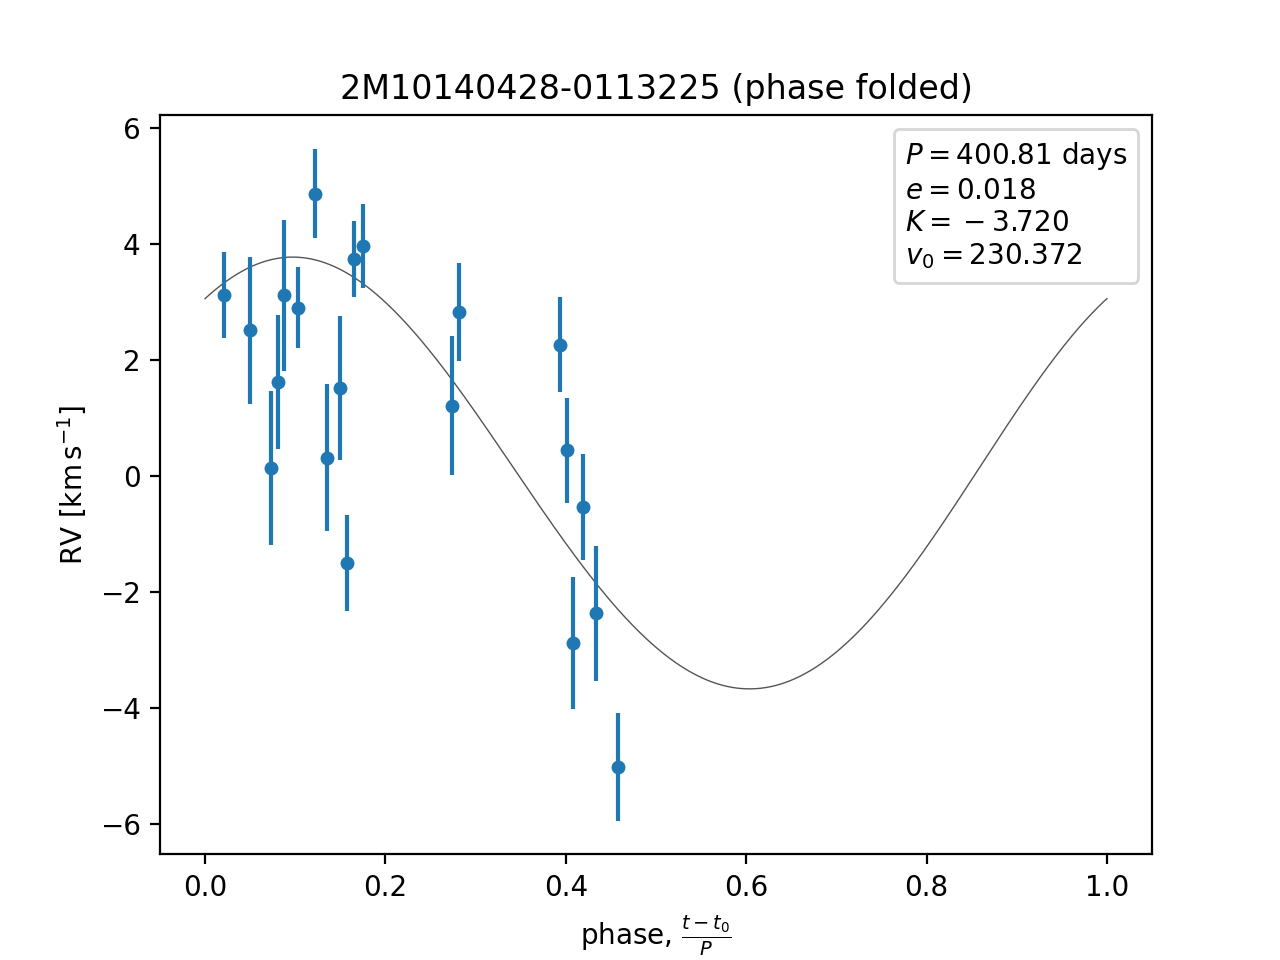 2M10140428-0113225 (phase folded)
P = 400.81 days
e = 0.018
K = −3.720
v₀ = 230.372
6
4
2
0
−2
−4
−6
RV [km s⁻¹]
0.0 0.2 0.4 0.6 0.8 1.0
phase, (t − t₀)/P